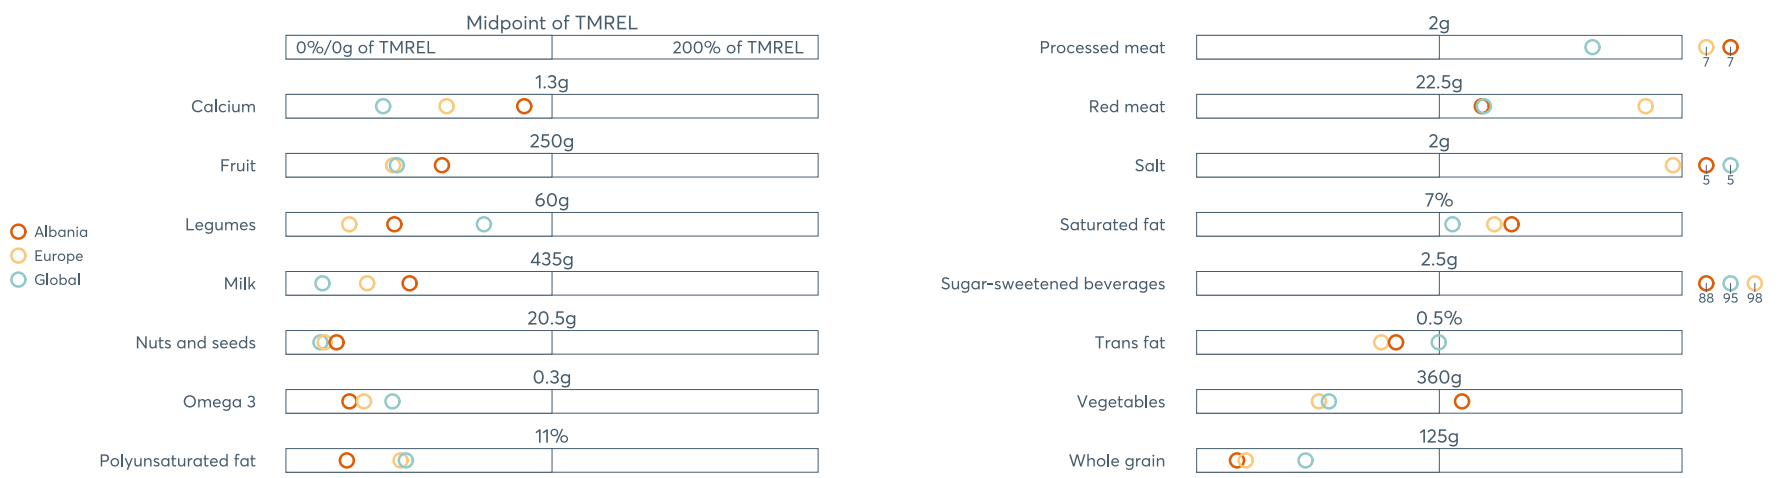 Midpoint of TMREL
0%/0g of TMREL 200% of TMREL
Calcium 1.3g
Fruit 250g
Legumes 60g
Milk 435g
Nuts and seeds 20.5g
Omega 3 0.3g
Polyunsaturated fat 11%
Albania
Europe
Global
Processed meat 2g
7 7
Red meat 22.5g
Salt 2g
5 5
Saturated fat 7%
Sugar-sweetened beverages 2.5g
88 95 98
Trans fat 0.5%
Vegetables 360g
Whole grain 125g